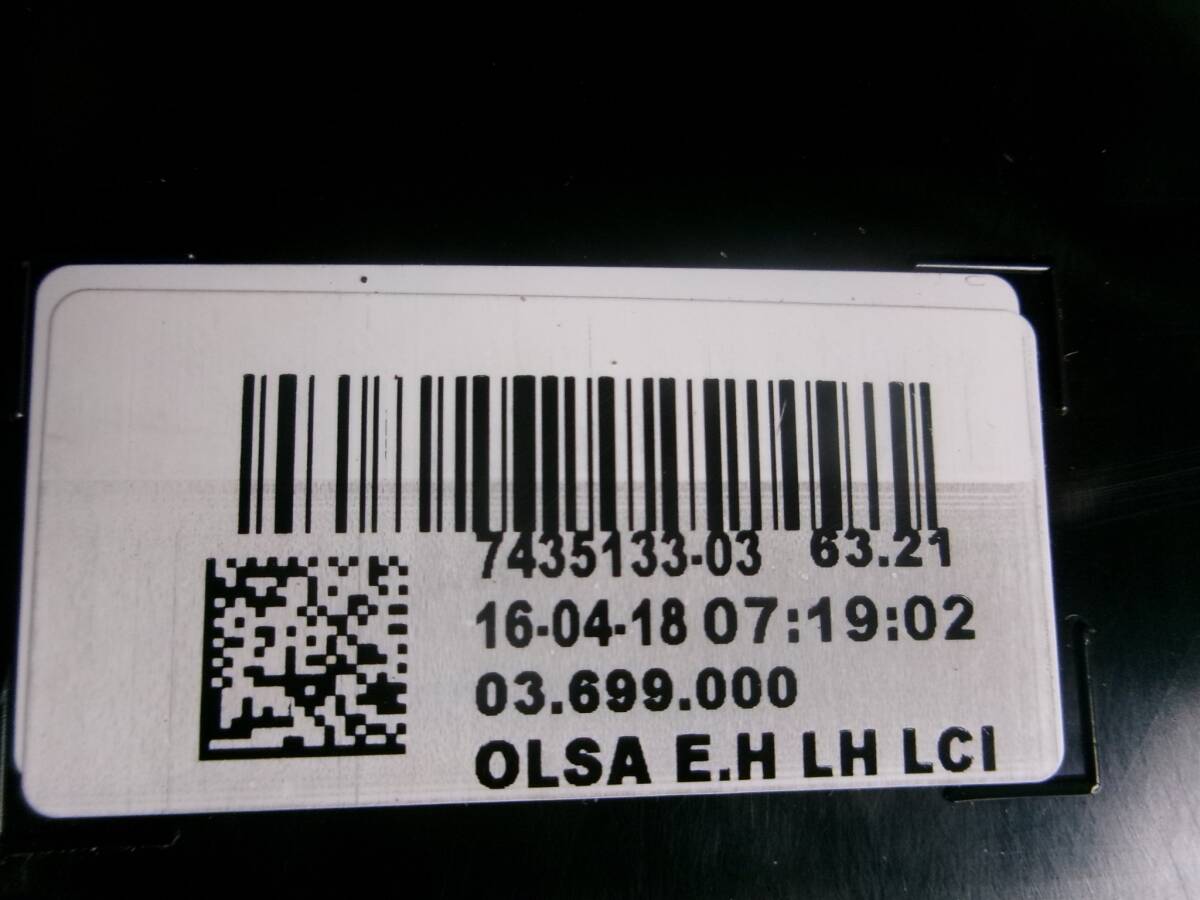 7435133-03 63.21
16-04-18 07:19:02
03.699.000
OLSA E.H LH LCI